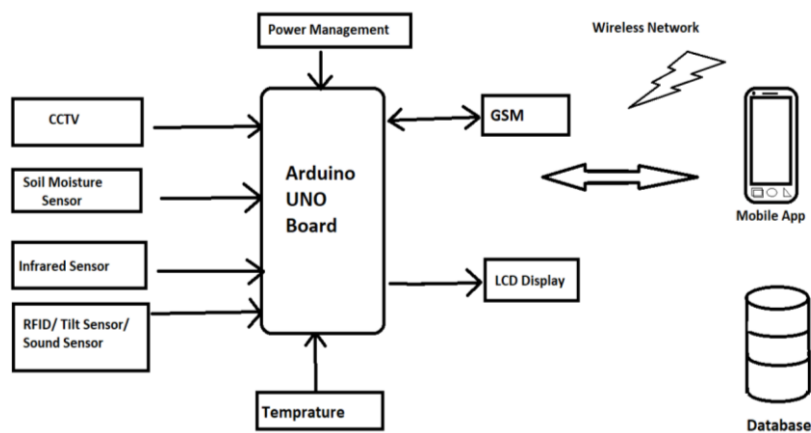 Power Management
Wireless Network
CCTV
GSM
Soil Moisture
Sensor
Arduino
UNO
Board
Mobile App
Infrared Sensor
LCD Display
RFID/ Tilt Sensor/
Sound Sensor
Temprature
Database